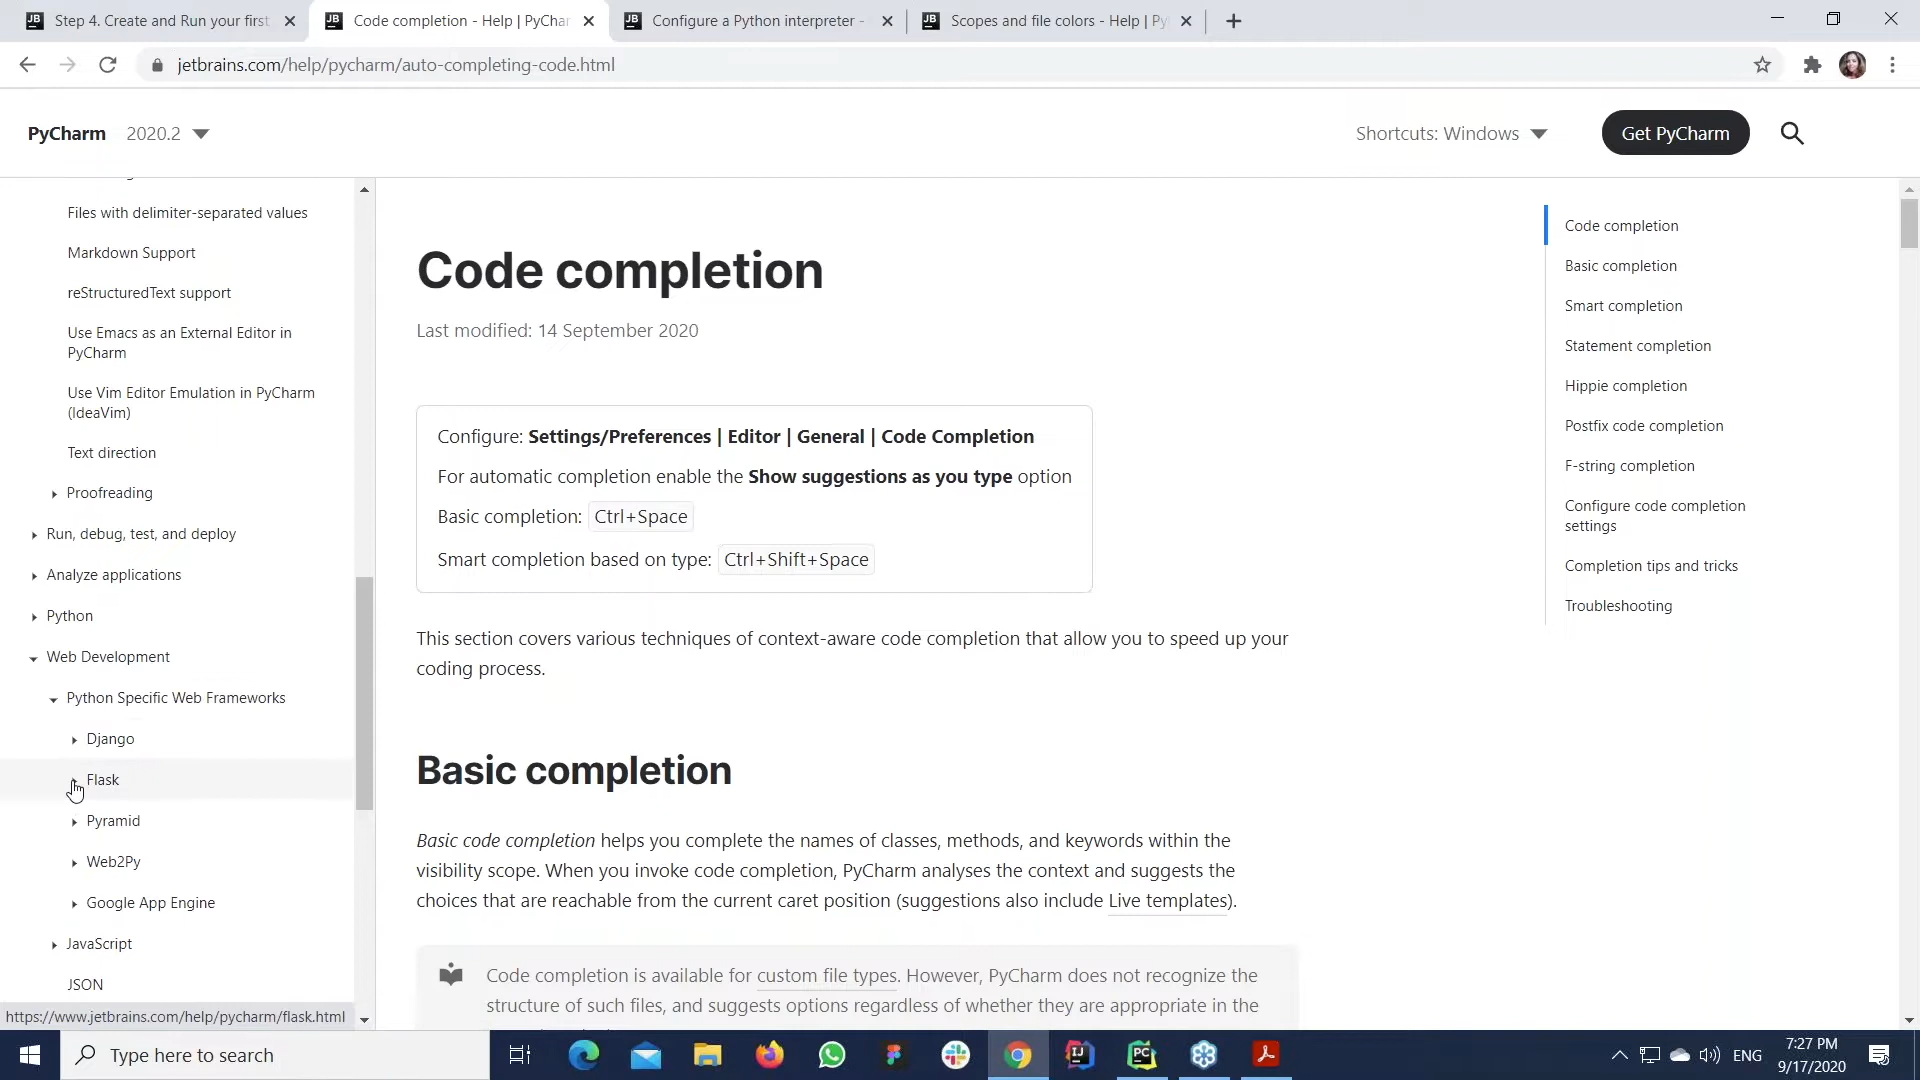 Step 4. Create and Run your first
Code completion - Help | PyChar
Configure a Python interpreter -
Scopes and file colors - Help | Py
jetbrains.com/help/pycharm/auto-completing-code.html
PyCharm 2020.2
Shortcuts: Windows
Get PyCharm
Files with delimiter-separated values
Markdown Support
reStructuredText support
Use Emacs as an External Editor in
PyCharm
Use Vim Editor Emulation in PyCharm
(IdeaVim)
Text direction
Proofreading
Run, debug, test, and deploy
Analyze applications
Python
Web Development
Python Specific Web Frameworks
Django
Flask
Pyramid
Web2Py
Google App Engine
JavaScript
JSON
https://www.jetbrains.com/help/pycharm/flask.html
Code completion
Last modified: 14 September 2020
Configure: Settings/Preferences | Editor | General | Code Completion
For automatic completion enable the Show suggestions as you type option
Basic completion: Ctrl+Space
Smart completion based on type: Ctrl+Shift+Space
This section covers various techniques of context-aware code completion that allow you to speed up your
coding process.
Basic completion
Basic code completion helps you complete the names of classes, methods, and keywords within the
visibility scope. When you invoke code completion, PyCharm analyses the context and suggests the
choices that are reachable from the current caret position (suggestions also include Live templates).
Code completion is available for custom file types. However, PyCharm does not recognize the
structure of such files, and suggests options regardless of whether they are appropriate in the
Code completion
Basic completion
Smart completion
Statement completion
Hippie completion
Postfix code completion
F-string completion
Configure code completion
settings
Completion tips and tricks
Troubleshooting
Type here to search
ENG
7:27 PM
9/17/2020